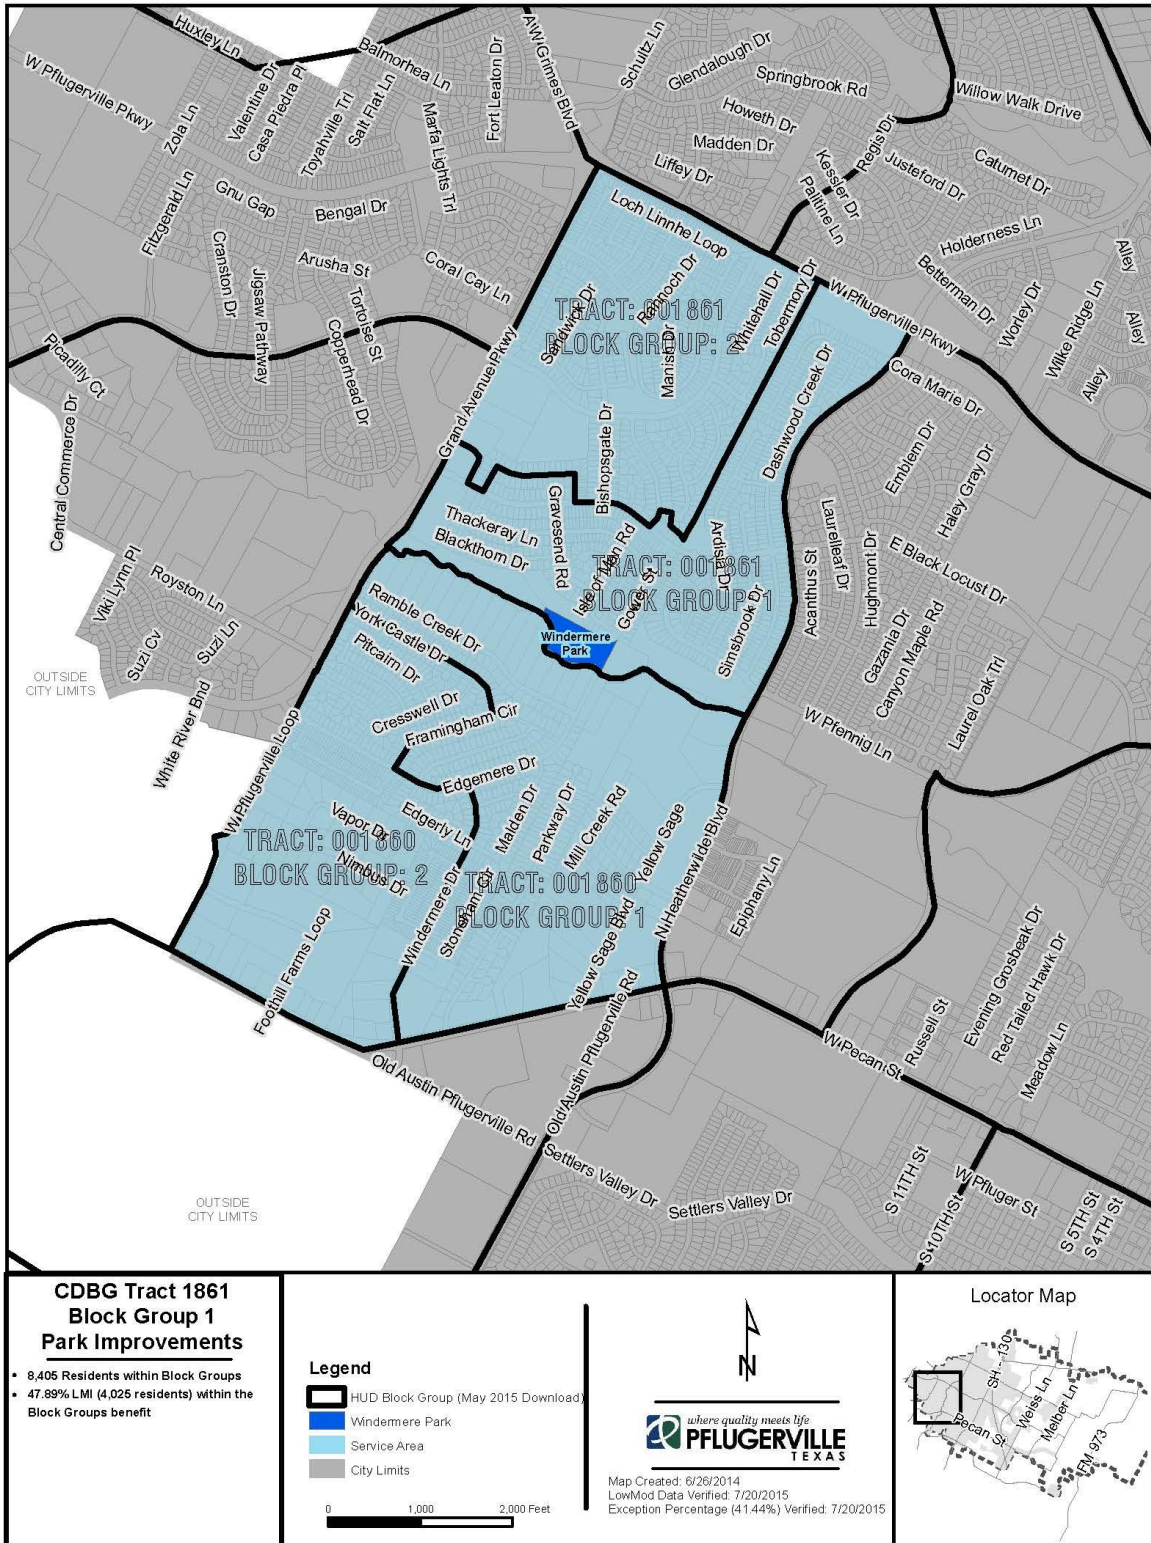 Huxley Ln
W Pflugerville Pkwy
Zola Ln
Valentine Dr
Casa Piedra Pl
Toyahville Trl
Salt Flat Ln
Balmorhea Ln
Marfa Lights Trl
Fort Leaton Dr
A W Grimes Blvd
Schultz Ln
Glendalough Dr
Springbrook Rd
Howeth Dr
Madden Dr
Liffey Dr
Kessler Dr
Palitine Ln
Regis Dr
Willow Walk Drive
Justeford Dr
Catumet Dr
Holderness Ln
Betterman Dr
Worley Dr
Wilke Ridge Ln
Alley
Alley
Alley
Fitzgerald Ln
Gnu Gap
Bengal Dr
Cranston Dr
Jigsaw Pathway
Arusha St
Tortoise St
Copperhead Dr
Coral Cay Ln
Grand Avenue Pkwy
Loch Linnhe Loop
Sandwick Dr
Rannoch Dr
Manish Dr
Whitehall Dr
Tobermory Dr
W Pflugerville Pkwy
TRACT: 001861
BLOCK GROUP: 2
Picadilly Ct
Central Commerce Dr
Dashwood Creek Dr
Cora Marie Dr
Emblem Dr
Haley Gray Dr
Bishopsgate Dr
Gravesend Rd
Thackeray Ln
Blackthorn Dr
Isle of Man Rd
Gower St
Ardisia Dr
Simsbrook Dr
TRACT: 001861
BLOCK GROUP: 1
Acanthus St
Laurelleaf Dr
Hughmont Dr
E Black Locust Dr
Gazania Dr
Canyon Maple Rd
Laurel Oak Trl
W Pfennig Ln
Viki Lynn Pl
Royston Ln
Suzi Cv
Suzi Ln
White River Bnd
OUTSIDE
CITY LIMITS
Windermere
Park
Ramble Creek Dr
York Castle Dr
Pitcairn Dr
Cresswell Dr
Framingham Cir
Edgemere Dr
W Pflugerville Loop
Vapor Dr
Edgerly Ln
Nimbus Dr
Malden Dr
Parkway Dr
Mill Creek Rd
Yellow Sage
N Heatherwilde Blvd
Epiphany Ln
TRACT: 001860
BLOCK GROUP: 2
TRACT: 001860
BLOCK GROUP: 1
Windermere Dr
Stoneham Cir
Yellow Sage Blvd
Foothill Farms Loop
Old Austin Pflugerville Rd
Old Austin Pflugerville Rd
Evening Grosbeak Dr
Red Tailed Hawk Dr
Russell St
Meadow Ln
W Pecan St
Settlers Valley Dr
Settlers Valley Dr
S 11TH St
S 10TH St
W Pfluger St
S 5TH St
S 4TH St
OUTSIDE
CITY LIMITS
CDBG Tract 1861
Block Group 1
Park Improvements
• 8,405 Residents within Block Groups
• 47.89% LMI (4,025 residents) within the
Block Groups benefit
Legend
HUD Block Group (May 2015 Download)
Windermere Park
Service Area
City Limits
0 1,000 2,000 Feet
N
where quality meets life
PFLUGERVILLE
TEXAS
Map Created: 6/26/2014
LowMod Data Verified: 7/20/2015
Exception Percentage (41.44%) Verified: 7/20/2015
Locator Map
SH - 130
Weiss Ln
Melber Ln
Pecan St
FM 973